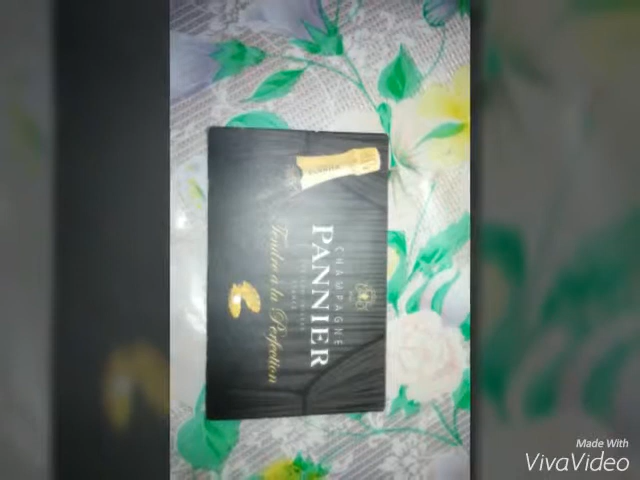 CHAMPAGNE
PANNIER
Tendre à la Perfection
Made With
VivaVideo